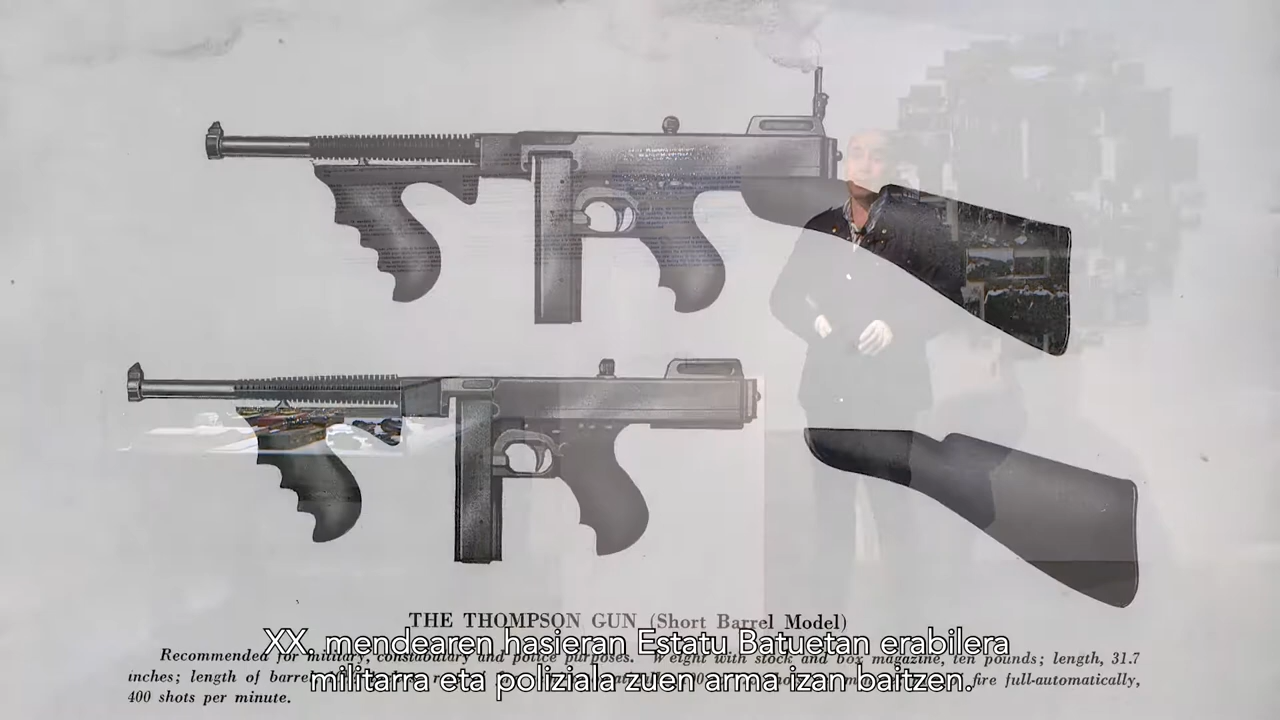 THE THOMPSON GUN (Short Barrel Model)
XX. mendearen hasieran Estatu Batuetan erabilera
militarra eta poliziala zuen arma izan baitzen.
Recommended for military, constabulary and police purposes. Weight with stock and box magazine, ten pounds; length, 31.7
inches; length of barrel fire full-automatically,
400 shots per minute.